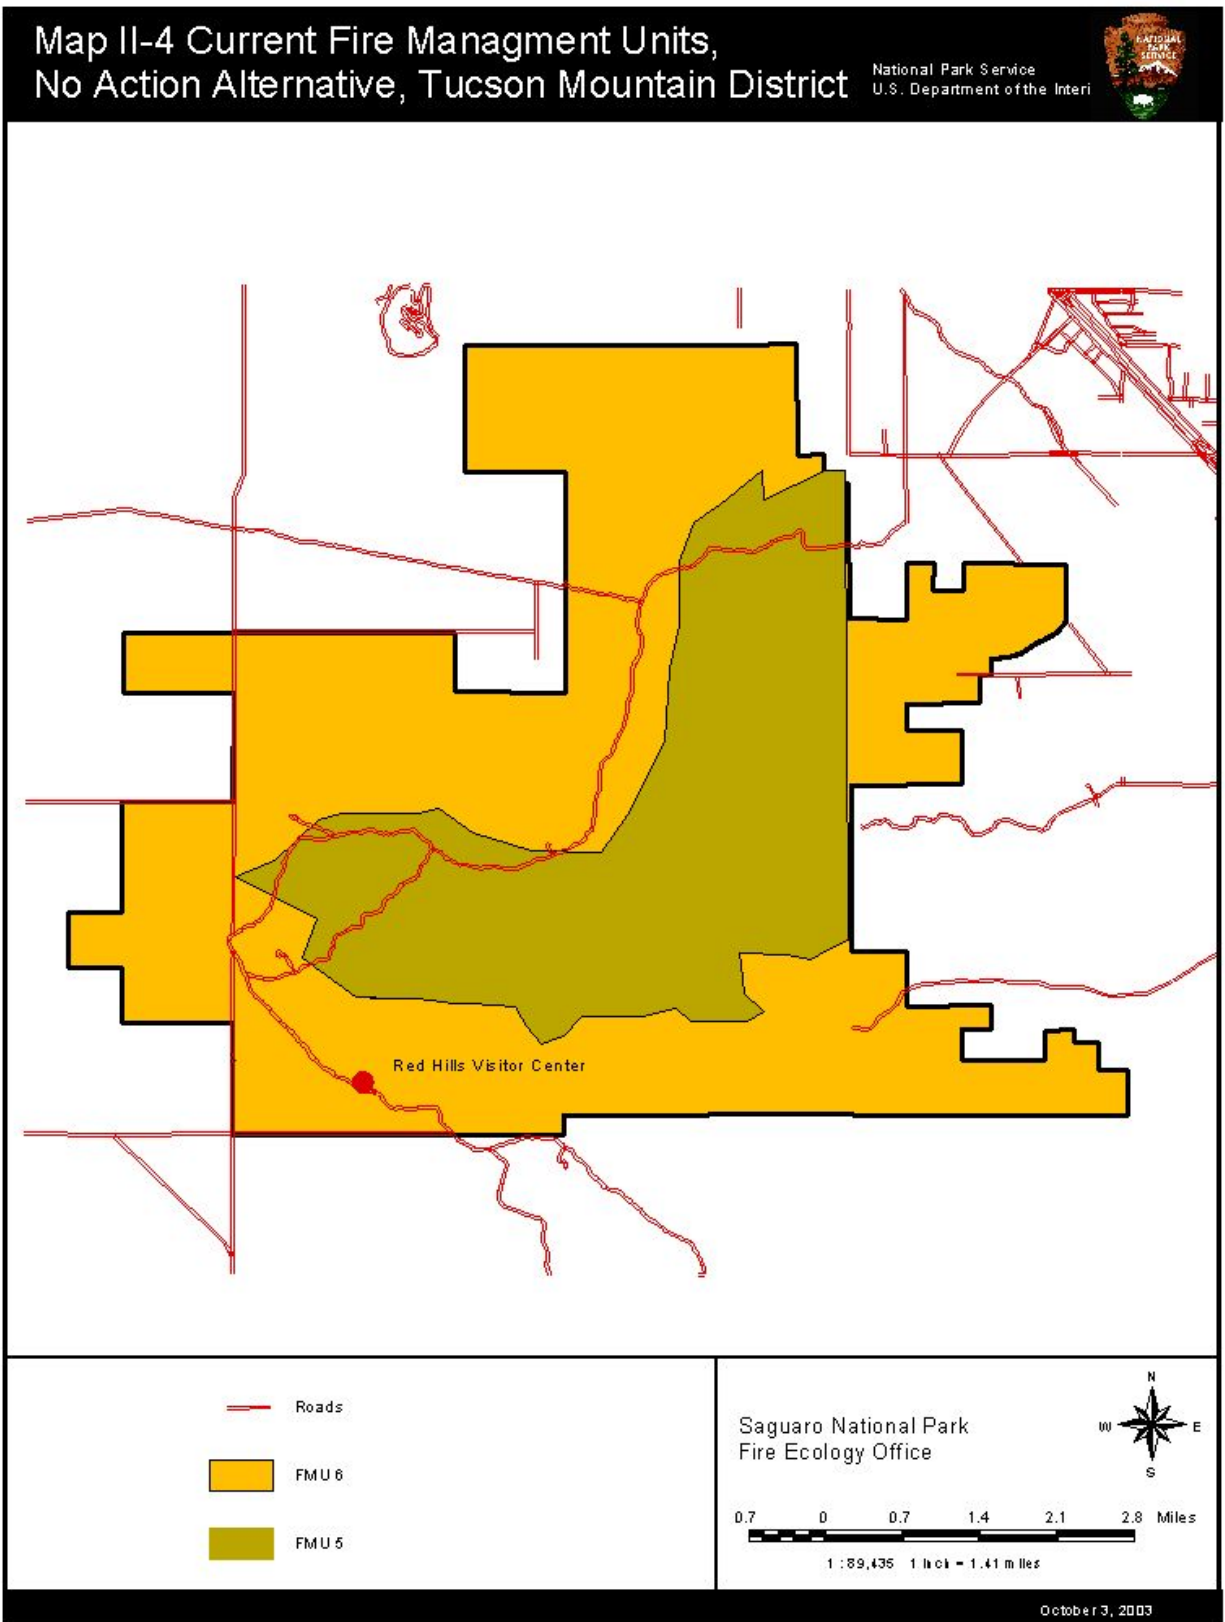 Map II-4 Current Fire Managment Units,
No Action Alternative, Tucson Mountain District
National Park Service
U.S. Department of the Interi
NATIONAL
PARK
SERVICE
Red Hills Visitor Center
Roads
FMU 6
FMU 5
Saguaro National Park
Fire Ecology Office
N
W E
S
0.7 0 0.7 1.4 2.1 2.8 Miles
1 :89,435 1 Inch = 1.41 miles
October 3, 2003